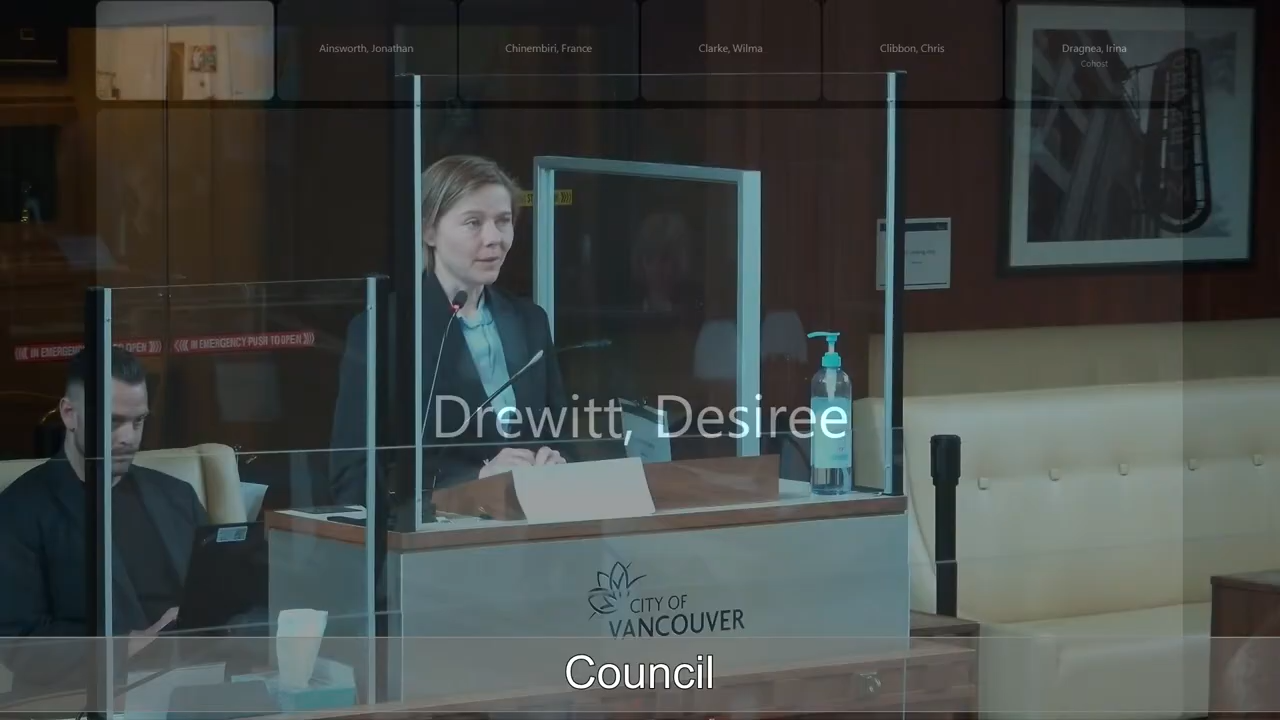 Ainsworth, Jonathan
Chinembiri, France
Clarke, Wilma
Clibbon, Chris
Dragnea, Irina
Cohost
IN EMERGENCY PUSH TO OPEN
Drewitt, Desiree
CITY OF
VANCOUVER
Council